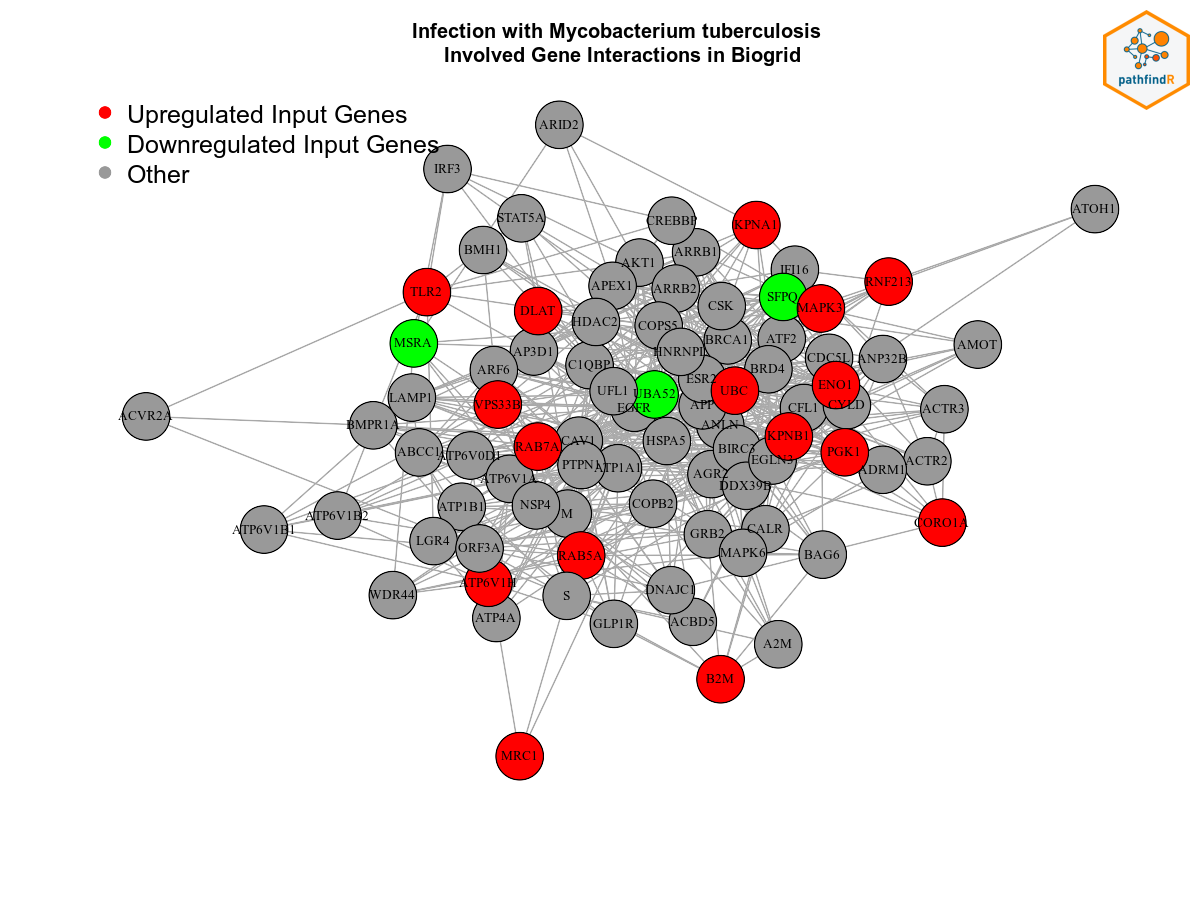 Infection with Mycobacterium tuberculosis
Involved Gene Interactions in Biogrid
pathfindR
Upregulated Input Genes
Downregulated Input Genes
Other
ARID2
IRF3
ATOH1
STAT5A
CREBBP
KPNA1
BMH1
ARRB1
AKT1
IFI16
RNF213
APEX1
ARRB2
TLR2
SFPQ
CSK
MAPK3
DLAT
HDAC2
COPS5
BRCA1
ATF2
MSRA
AMOT
AP3D1
HNRNPL
CDC5L
ANP32B
C1QBP
ARF6
BRD4
ESR2
ENO1
UFL1
UBA52
UBC
LAMP1
VPS33B
APP
CYLD
EGFR
CFL1
ACTR3
ACVR2A
BMPR1A
ANLN
KPNB1
CAV1
HSPA5
RAB7A
BIRC3
ABCC1
ATP6V0D1
PGK1
EGLN3
ACTR2
PTPN1
ATP1A1
ADRM1
AGR2
ATP6V1A
DDX39B
NSP4
ATP1B1
COPB2
M
ATP6V1B2
CORO1A
ATP6V1B1
CALR
GRB2
LGR4
ORF3A
MAPK6
BAG6
RAB5A
ATP6V1H
DNAJC1
WDR44
S
ATP4A
GLP1R
ACBD5
A2M
B2M
MRC1